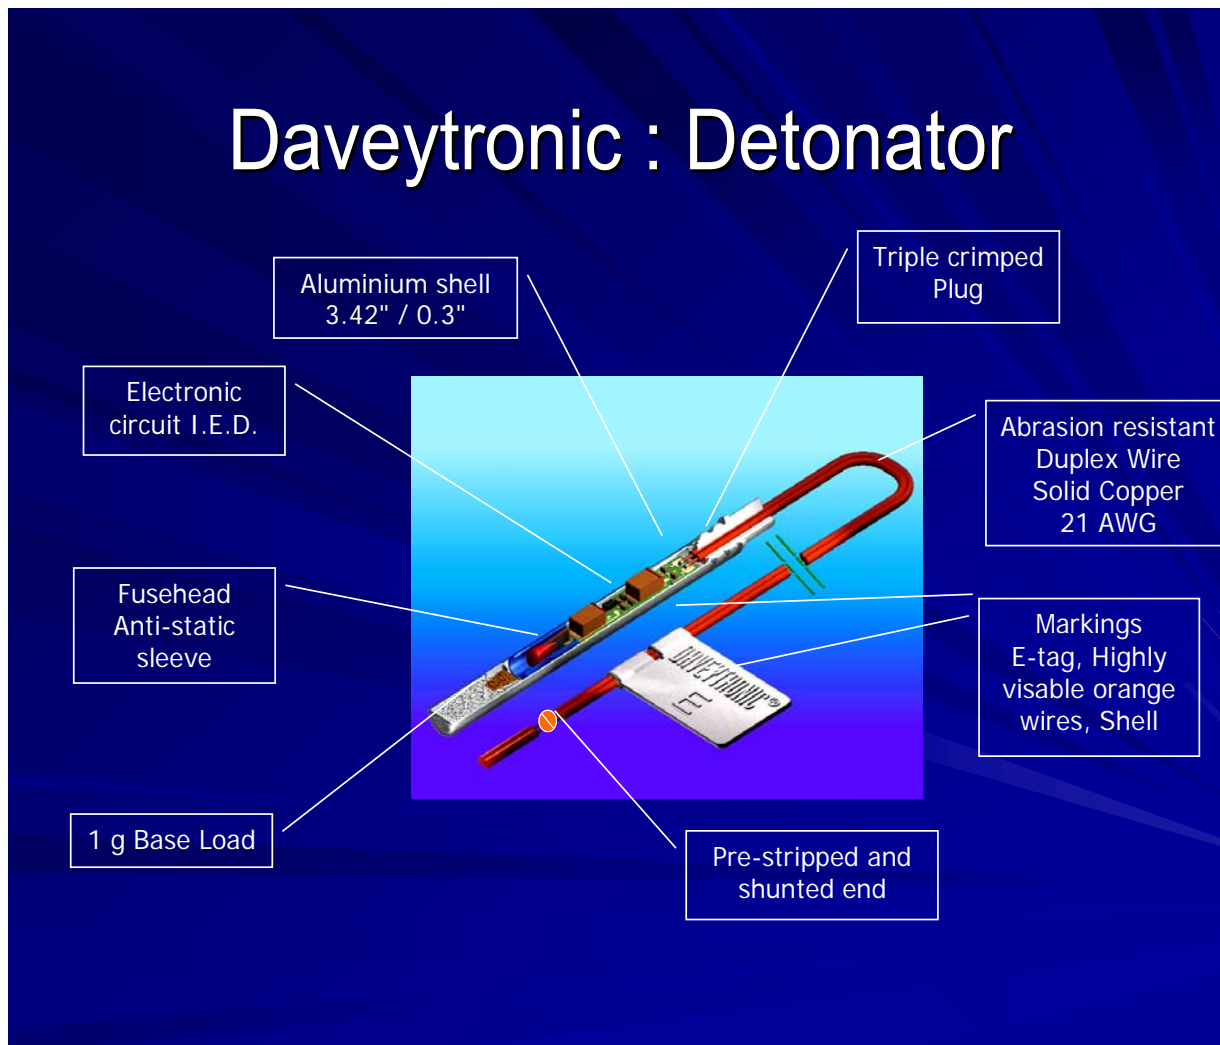 Daveytronic : Detonator
Aluminium shell
3.42" / 0.3"
Triple crimped
Plug
Electronic
circuit I.E.D.
Abrasion resistant
Duplex Wire
Solid Copper
21 AWG
Fusehead
Anti-static
sleeve
Markings
E-tag, Highly
visable orange
wires, Shell
DAVEYTRONIC®
E
1 g Base Load
Pre-stripped and
shunted end